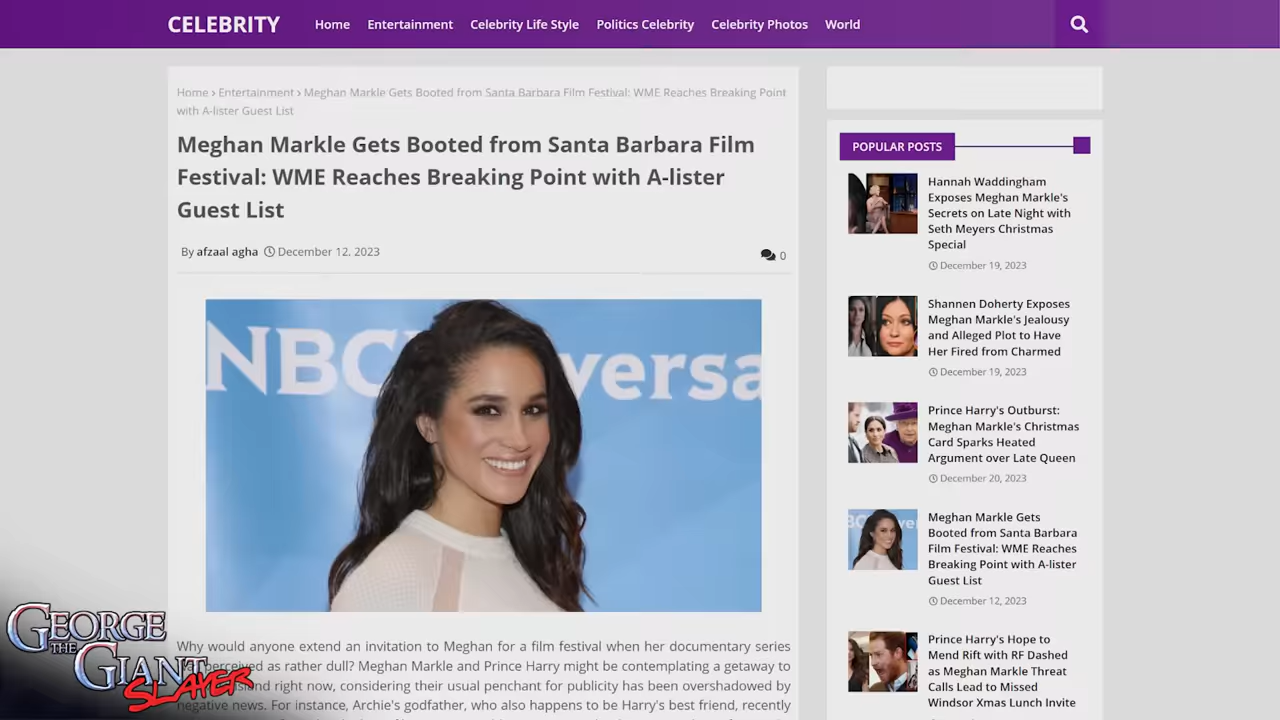 CELEBRITY
Home Entertainment Celebrity Life Style Politics Celebrity Celebrity Photos World
Home › Entertainment › Meghan Markle Gets Booted from Santa Barbara Film Festival: WME Reaches Breaking Point
with A-lister Guest List
Meghan Markle Gets Booted from Santa Barbara Film
Festival: WME Reaches Breaking Point with A-lister
Guest List
By afzaal agha December 12, 2023
0
NBC versa
Why would anyone extend an invitation to Meghan for a film festival when her documentary series
perceived as rather dull? Meghan Markle and Prince Harry might be contemplating a getaway to
right now, considering their usual penchant for publicity has been overshadowed by
negative news. For instance, Archie's godfather, who also happens to be Harry's best friend, recently
POPULAR POSTS
Hannah Waddingham
Exposes Meghan Markle's
Secrets on Late Night with
Seth Meyers Christmas
Special
December 19, 2023
Shannen Doherty Exposes
Meghan Markle's Jealousy
and Alleged Plot to Have
Her Fired from Charmed
December 19, 2023
Prince Harry's Outburst:
Meghan Markle's Christmas
Card Sparks Heated
Argument over Late Queen
December 20, 2023
Meghan Markle Gets
Booted from Santa Barbara
Film Festival: WME Reaches
Breaking Point with A-lister
Guest List
December 12, 2023
Prince Harry's Hope to
Mend Rift with RF Dashed
as Meghan Markle Threat
Calls Lead to Missed
Windsor Xmas Lunch Invite
GEORGE
THE
GIANT
SLAYER